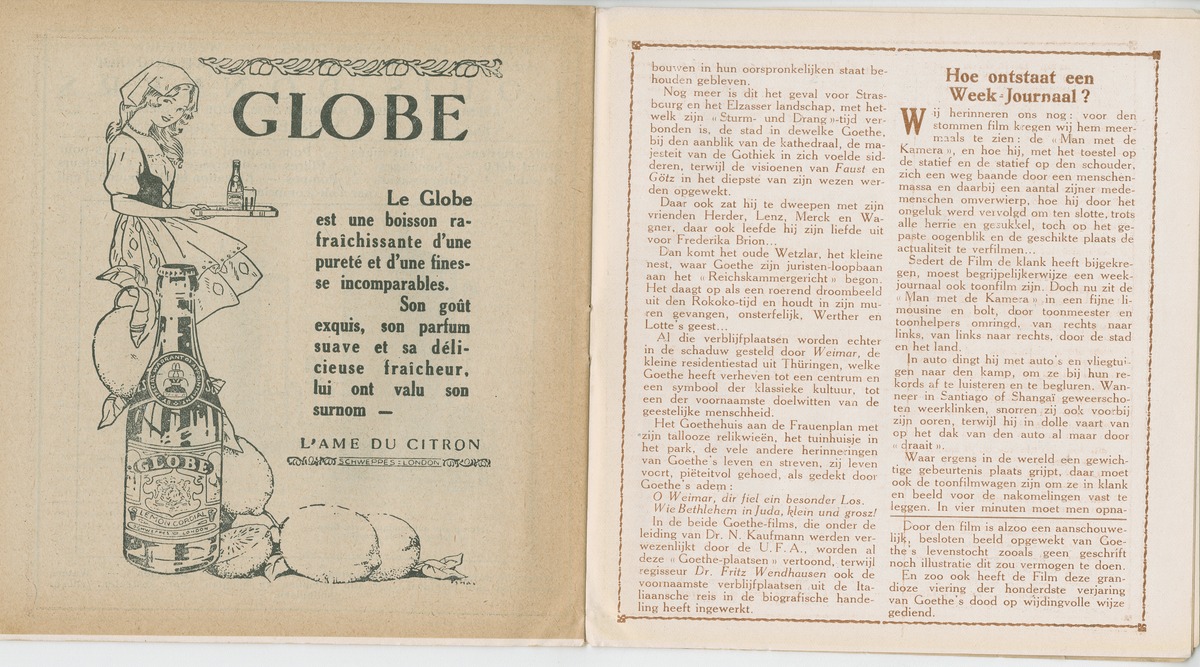 GLOBE
Le Globe
est une boisson ra-
fraîchissante d'une
pureté et d'une fines-
se incomparables.
Son goût
exquis, son parfum
suave et sa déli-
cieuse fraîcheur,
lui ont valu son
surnom —
L'AME DU CITRON
SCHWEPPES = LONDON
GLOBE
LEMON CORDIAL
SCHWEPPES OF LONDON
bouwen in hun oorspronkelijken staat be-
houden gebleven.
Nog meer is dit het geval voor Stras-
bourg en het Elzasser landschap, met het-
welk zijn « Sturm- und Drang »-tijd ver-
bonden is, de stad in dewelke Goethe,
bij den aanblik van de kathedraal, de ma-
jesteit van de Gothiek in zich voelde sid-
deren, terwijl de visioenen van Faust en
Götz in het diepste van zijn wezen wer-
den opgewekt.
Daar ook zat hij te dweepen met zijn
vrienden Herder, Lenz, Merck en Wa-
gner, daar ook leefde hij zijn liefde uit
voor Frederika Brion...
Dan komt het oude Wetzlar, het kleine
nest, waar Goethe zijn juristen-loopbaan
aan het « Reichskammergericht » begon.
Het daagt op als een roerend droombeeld
uit den Rokoko-tijd en houdt in zijn mu-
ren gevangen, onsterfelijk, Werther en
Lotte's geest...
Al die verblijfplaatsen worden echter
in de schaduw gesteld door Weimar, de
kleine residentiestad uit Thüringen, welke
Goethe heeft verheven tot een centrum en
een symbool der klassieke kultuur, tot
een der voornaamste doelwitten van de
geestelijke menschheid.
Het Goethehuis aan de Frauenplan met
zijn tallooze relikwieën, het tuinhuisje in
het park, de vele andere herinneringen
van Goethe's leven en streven, zij leven
voort, piëteitvol gehoed, als gedekt door
Goethe's adem :
O Weimar, dir fiel ein besonder Los.
Wie Bethlehem in Juda, klein und grosz!
In de beide Goethe-films, die onder de
leiding van Dr. N. Kaufmann werden ver-
wezenlijkt door de U.F.A., worden al
deze « Goethe-plaatsen » vertoond, terwijl
regisseur Dr. Fritz Wendhausen ook de
voornaamste verblijfplaatsen uit de Ita-
liaansche reis in de biografische hande-
ling heeft ingewerkt.
Hoe ontstaat een
Week-Journaal ?
Wij herinneren ons nog : voor den
stommen film kregen wij hem meer-
maals te zien : de « Man met de
Kamera », en hoe hij, met het toestel op
de statief en de statief op den schouder,
zich een weg baande door een menschen-
massa en daarbij een aantal zijner mede-
menschen omverwierp, hoe hij door het
ongeluk werd vervolgd om ten slotte, trots
alle herrie en gesukkel, toch op het ge-
paste oogenblik en de geschikte plaats de
actualiteit te verfilmen...
Sedert de Film de klank heeft bijgekre-
gen, moest begrijpelijkerwijze een week-
journaal ook toonfilm zijn. Doch nu zit de
« Man met de Kamera » in een fijne li-
mousine en bolt, door toonmeester en
toonhelpers omringd, van rechts naar
links, van links naar rechts, door de stad
en het land.
In auto dingt hij met auto's en vliegtui-
gen naar den kamp, om ze bij hun re-
kords af te luisteren en te begluren. Wan-
neer in Santiago of Shangaï geweerscho-
ten weerklinken, snorren zij ook voorbij
zijn ooren, terwijl hij in dolle vaart van
op het dak van den auto al maar door
« draait ».
Waar ergens in de wereld een gewich-
tige gebeurtenis plaats grijpt, daar moet
ook de toonfilmwagen zijn om ze in klank
en beeld voor de nakomelingen vast te
leggen. In vier minuten moet men opna-
Door den film is alzoo een aanschouwe-
lijk, besloten beeld opgewekt van Goe-
the's levenstocht zooals geen geschrift
noch illustratie dit zou vermogen te doen.
En zoo ook heeft de Film deze gran-
dioze viering der honderdste verjaring
van Goethe's dood op wijdingvolle wijze
gediend.